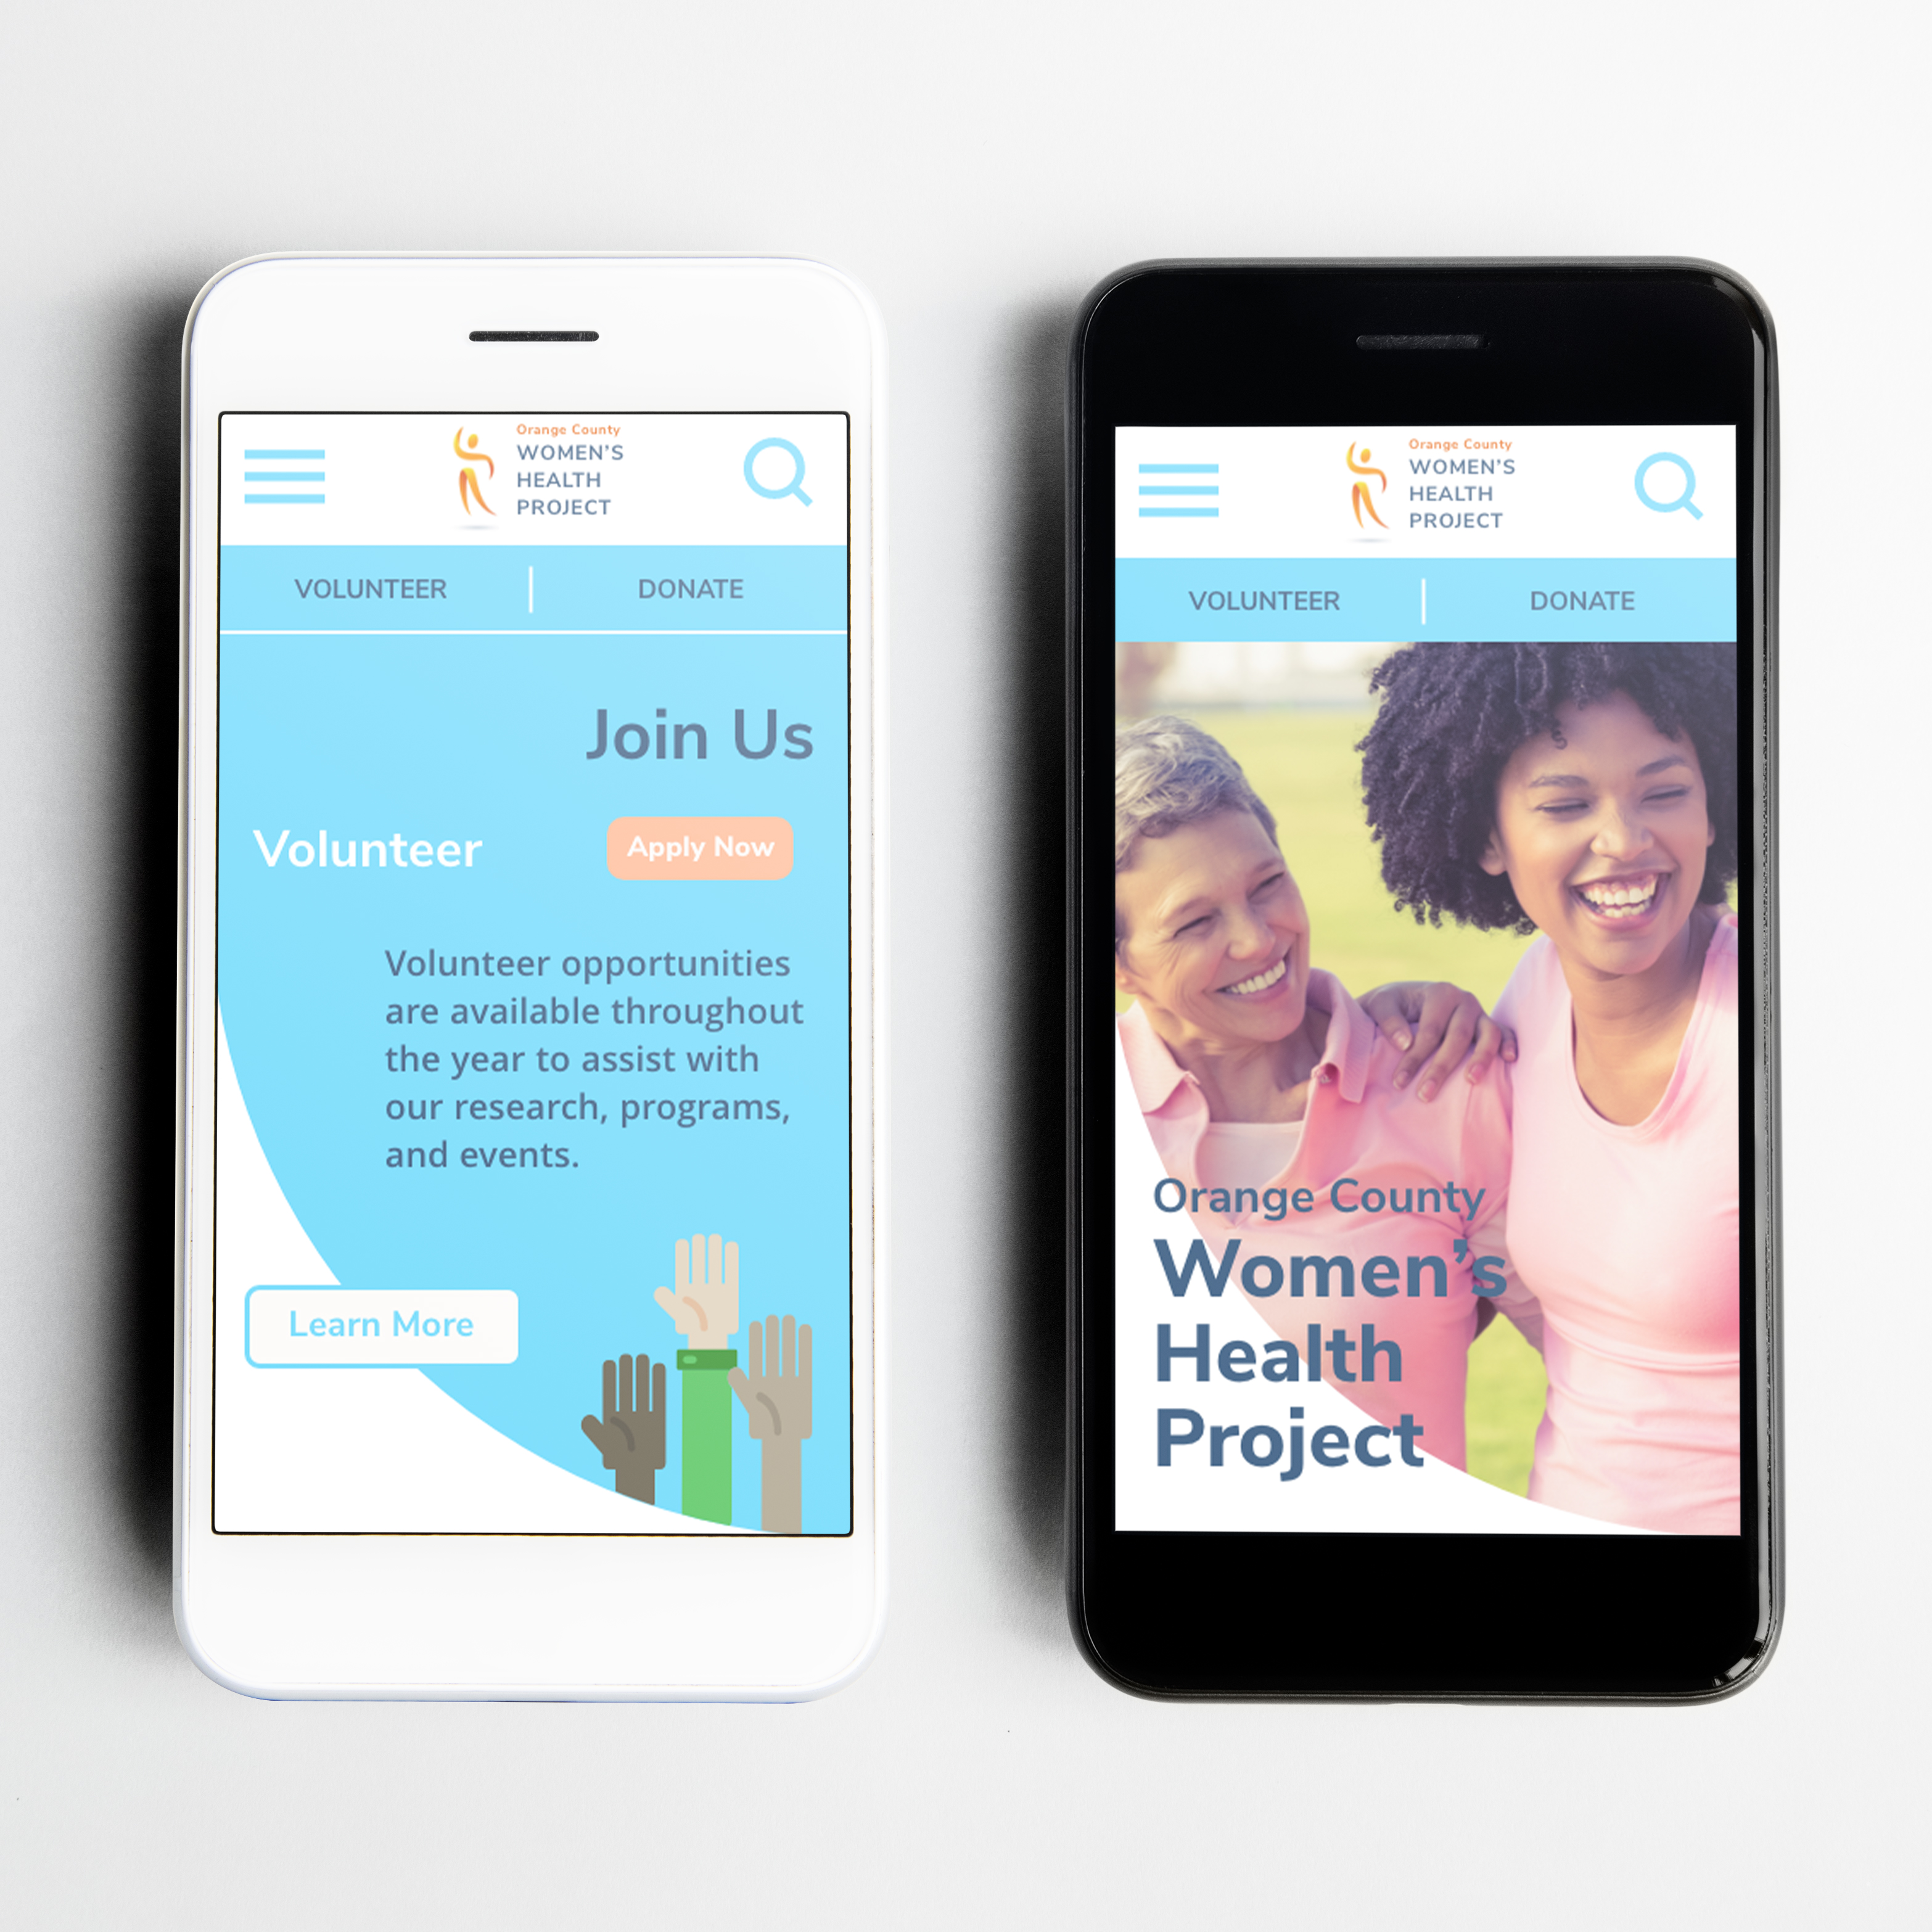 Orange County
WOMEN'S
HEALTH
PROJECT
VOLUNTEER
DONATE
Join Us
Volunteer
Apply Now
Volunteer opportunities
are available throughout
the year to assist with
our research, programs,
and events.
Learn More
Orange County
WOMEN'S
HEALTH
PROJECT
VOLUNTEER
DONATE
Orange County
Women's
Health
Project